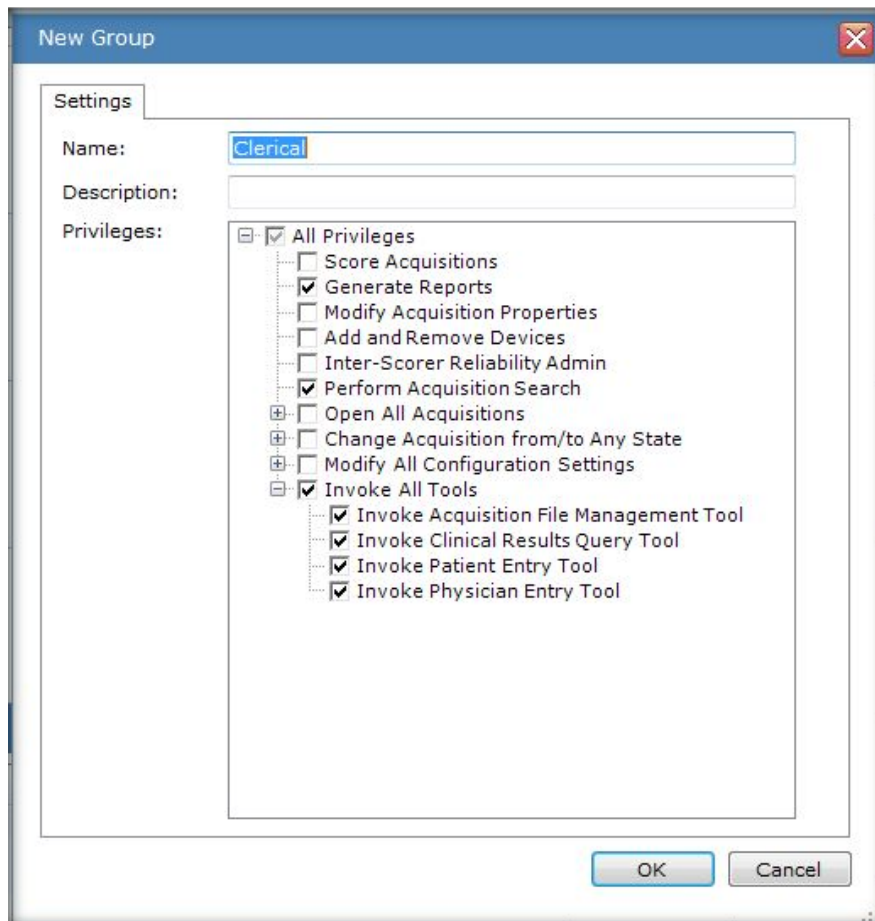 New Group
Settings
Name: Clerical
Description:
Privileges:
All Privileges
Score Acquisitions
Generate Reports
Modify Acquisition Properties
Add and Remove Devices
Inter-Scorer Reliability Admin
Perform Acquisition Search
Open All Acquisitions
Change Acquisition from/to Any State
Modify All Configuration Settings
Invoke All Tools
Invoke Acquisition File Management Tool
Invoke Clinical Results Query Tool
Invoke Patient Entry Tool
Invoke Physician Entry Tool
OK Cancel